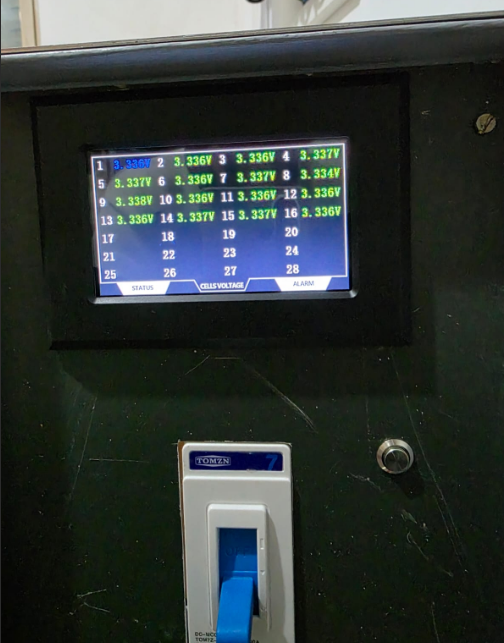 1 3.336V 2 3.336V 3 3.336V 4 3.337V
5 3.337V 6 3.336V 7 3.337V 8 3.334V
9 3.338V 10 3.336V 11 3.336V 12 3.336V
13 3.336V 14 3.337V 15 3.337V 16 3.336V
17 18 19 20
21 22 23 24
25 26 27 28
STATUS CELLS VOLTAGE ALARM
TOMZN 7